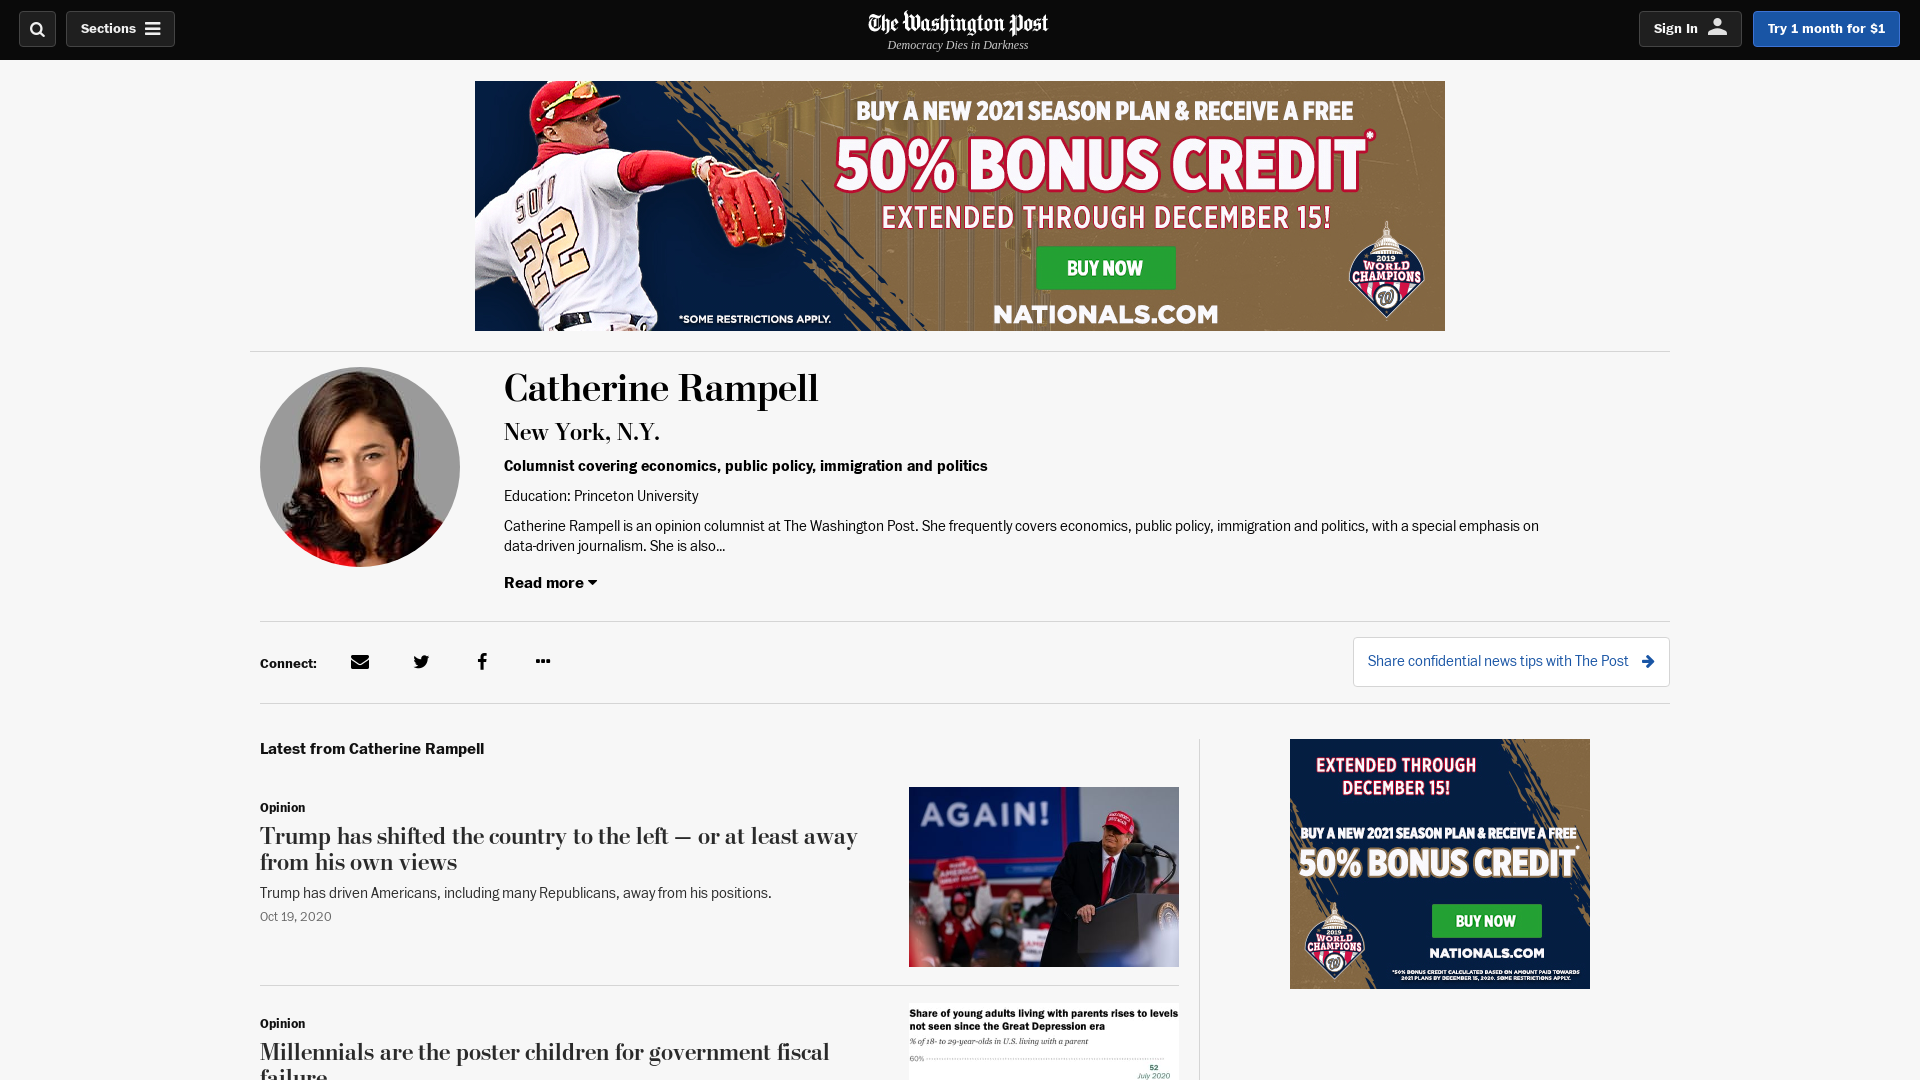 Sections
The Washington Post
Democracy Dies in Darkness
Sign In
Try 1 month for $1
BUY A NEW 2021 SEASON PLAN & RECEIVE A FREE
50% BONUS CREDIT*
EXTENDED THROUGH DECEMBER 15!
BUY NOW
NATIONALS.COM
*SOME RESTRICTIONS APPLY.
SOTO
22
2019
WORLD
CHAMPIONS
W
Catherine Rampell
New York, N.Y.
Columnist covering economics, public policy, immigration and politics
Education: Princeton University
Catherine Rampell is an opinion columnist at The Washington Post. She frequently covers economics, public policy, immigration and politics, with a special emphasis on
data-driven journalism. She is also...
Read more
Connect:
Share confidential news tips with The Post
Latest from Catherine Rampell
Opinion
Trump has shifted the country to the left — or at least away
from his own views
Trump has driven Americans, including many Republicans, away from his positions.
Oct 19, 2020
AGAIN!
EXTENDED THROUGH
DECEMBER 15!
BUY A NEW 2021 SEASON PLAN & RECEIVE A FREE
50% BONUS CREDIT*
BUY NOW
NATIONALS.COM
*50% BONUS CREDIT CALCULATED BASED ON AMOUNT PAID TOWARDS
2021 PLANS BY DECEMBER 15, 2020. SOME RESTRICTIONS APPLY.
2019
WORLD
CHAMPIONS
W
Opinion
Millennials are the poster children for government fiscal
failure
Share of young adults living with parents rises to levels
not seen since the Great Depression era
% of 18- to 29-year-olds in U.S. living with a parent
60%
52
July 2020